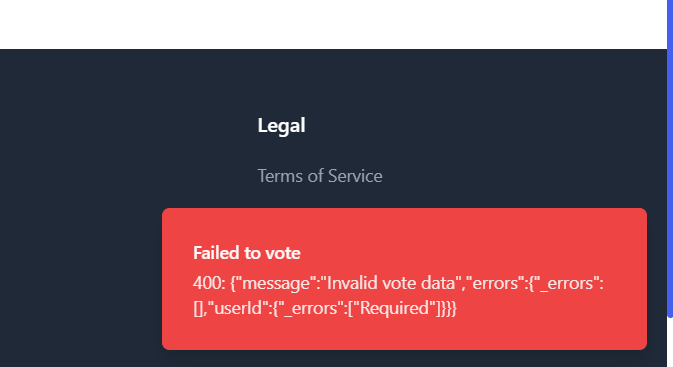 Legal
Terms of Service
Failed to vote
400: {"message":"Invalid vote data","errors":{"_errors":
[],"userId":{"_errors":["Required"]}}}